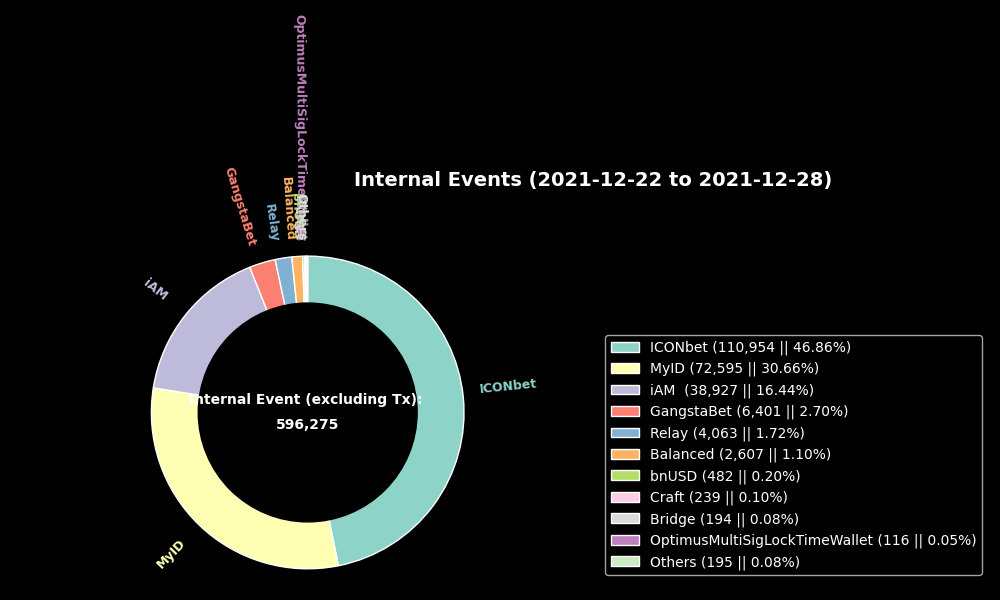 OptimusMultiSigLockTimeWallet
Internal Events (2021-12-22 to 2021-12-28)
GangstaBet
Relay
Balanced
Others
iAM
ICONbet
MyID
Internal Event (excluding Tx):
596,275
ICONbet (110,954 || 46.86%)
MyID (72,595 || 30.66%)
iAM  (38,927 || 16.44%)
GangstaBet (6,401 || 2.70%)
Relay (4,063 || 1.72%)
Balanced (2,607 || 1.10%)
bnUSD (482 || 0.20%)
Craft (239 || 0.10%)
Bridge (194 || 0.08%)
OptimusMultiSigLockTimeWallet (116 || 0.05%)
Others (195 || 0.08%)